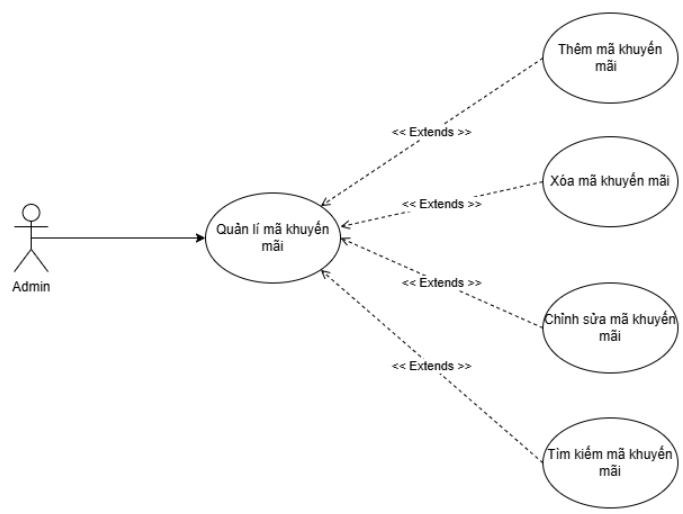 Thêm mã khuyến
mãi
<< Extends >>
Xóa mã khuyến mãi
<< Extends >>
Quản lí mã khuyến
mãi
Admin
<< Extends >>
Chỉnh sửa mã khuyến
mãi
<< Extends >>
Tìm kiếm mã khuyến
mãi